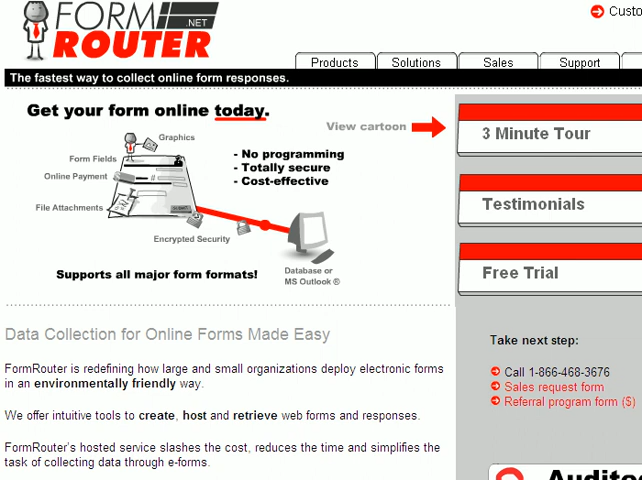 FORM
.NET
ROUTER
Products
Solutions
Sales
Support
The fastest way to collect online form responses.
Get your form online today.
View cartoon
Graphics
Form Fields
Online Payment
File Attachments
Encrypted Security
- No programming
- Totally secure
- Cost-effective
Supports all major form formats!
Database or
MS Outlook ®
3 Minute Tour
Testimonials
Free Trial
Data Collection for Online Forms Made Easy
FormRouter is redefining how large and small organizations deploy electronic forms
in an environmentally friendly way.
We offer intuitive tools to create, host and retrieve web forms and responses.
FormRouter's hosted service slashes the cost, reduces the time and simplifies the
task of collecting data through e-forms.
Take next step:
Call 1-866-468-3676
Sales request form
Referral program form ($)